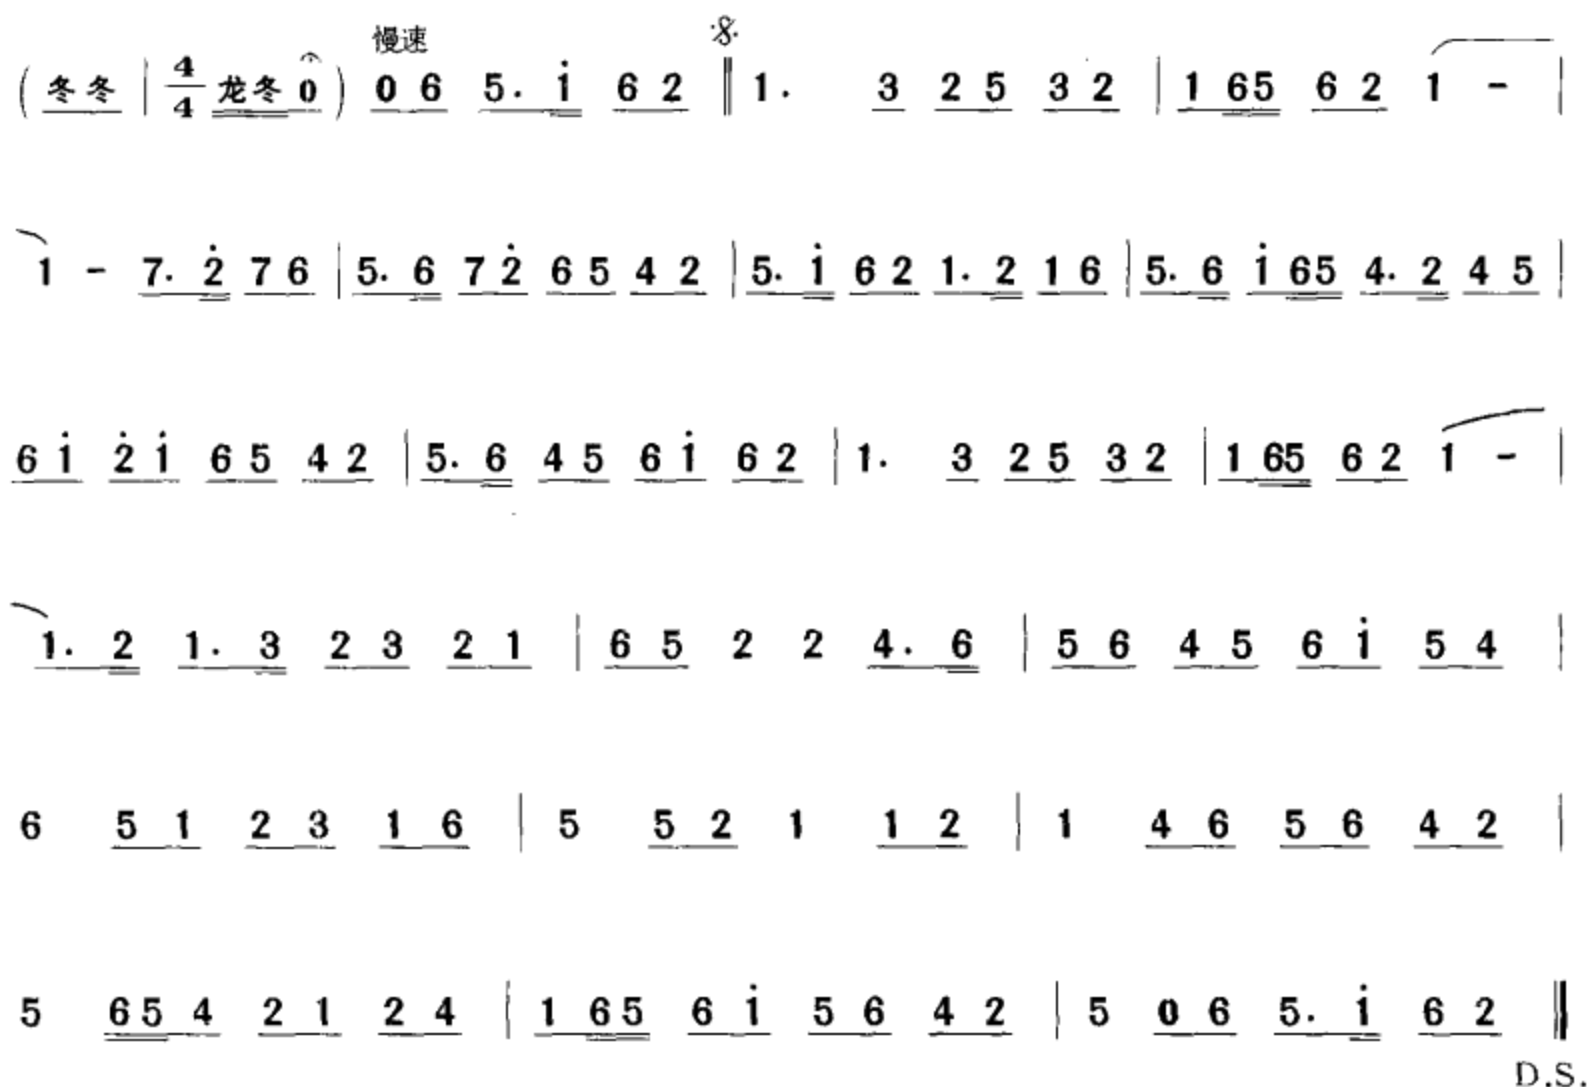 慢速 𝄋
( 冬冬 | 4/4 龙冬 0 ) 0 6 5. i̇ 6 2 ‖ 1. 3 2 5 3 2 | 1 65 6 2 1 - |
1 - 7. 2̇ 7 6 | 5. 6 7 2̇ 6 5 4 2 | 5. i̇ 6 2 1. 2 1 6 | 5. 6 i̇ 65 4. 2 4 5 |
6 i̇ 2̇ i̇ 6 5 4 2 | 5. 6 4 5 6 i̇ 6 2 | 1. 3 2 5 3 2 | 1 65 6 2 1 - |
1. 2 1. 3 2 3 2 1 | 6 5 2 2 4. 6 | 5 6 4 5 6 i̇ 5 4 |
6 5 1 2 3 1 6 | 5 5 2 1 1 2 | 1 4 6 5 6 4 2 |
5 65 4 2 1 2 4 | 1 65 6 i̇ 5 6 4 2 | 5 0 6 5. i̇ 6 2 ‖
D.S.